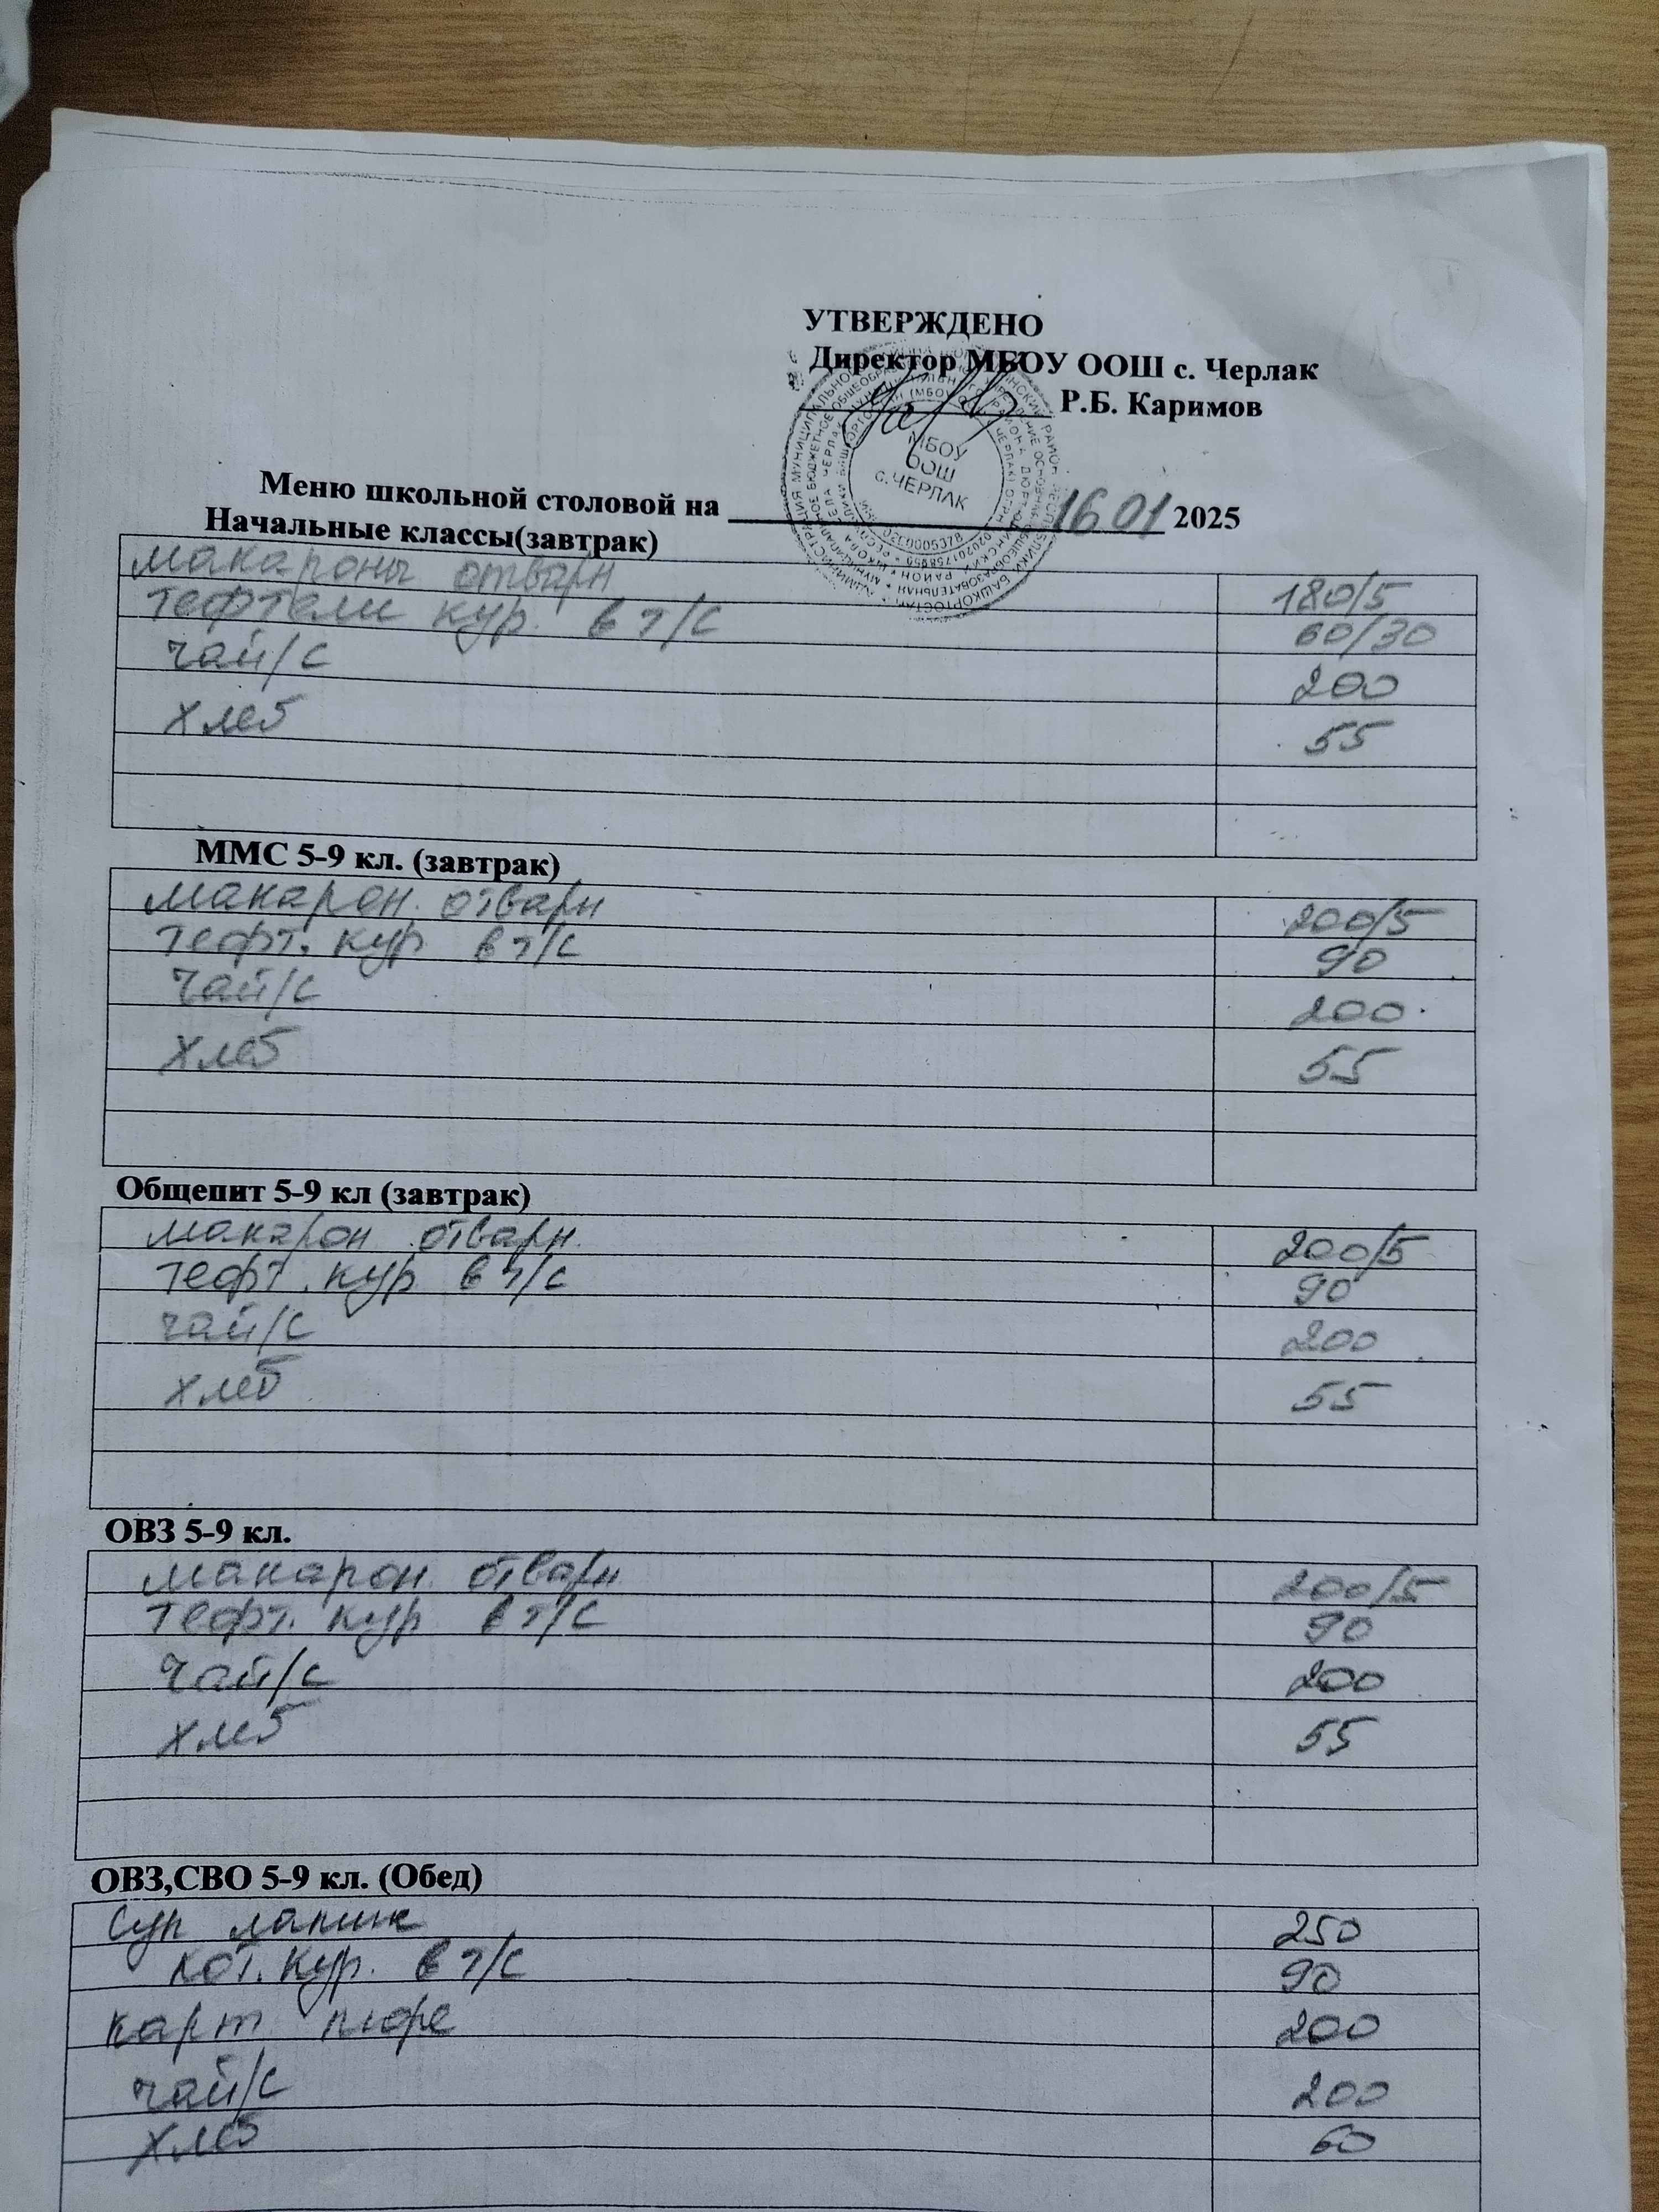 УТВЕРЖДЕНО
Директор МБОУ ООШ с. Черлак
Р.Б. Каримов
МБОУ
ООШ
с. ЧЕРЛАК
Меню школьной столовой на 16.01 2025
Начальные классы(завтрак)
макароны отварн 180/5
тефтели кур. в т/с 60/30
чай/с 200
хлеб 55
ММС 5-9 кл. (завтрак)
макарон. отварн 200/5
тефт. кур в т/с 90
чай/с 200
хлеб 55
Общепит 5-9 кл (завтрак)
макарон отварн. 200/5
тефт. кур в т/с 90
чай/с 200
хлеб 55
ОВЗ 5-9 кл.
макарон. отварн 200/5
тефт. кур в т/с 90
чай/с 200
хлеб 55
ОВЗ,СВО 5-9 кл. (Обед)
Суп лапша 250
кот. кур. в т/с 90
карт пюре 200
чай/с 200
хлеб 60